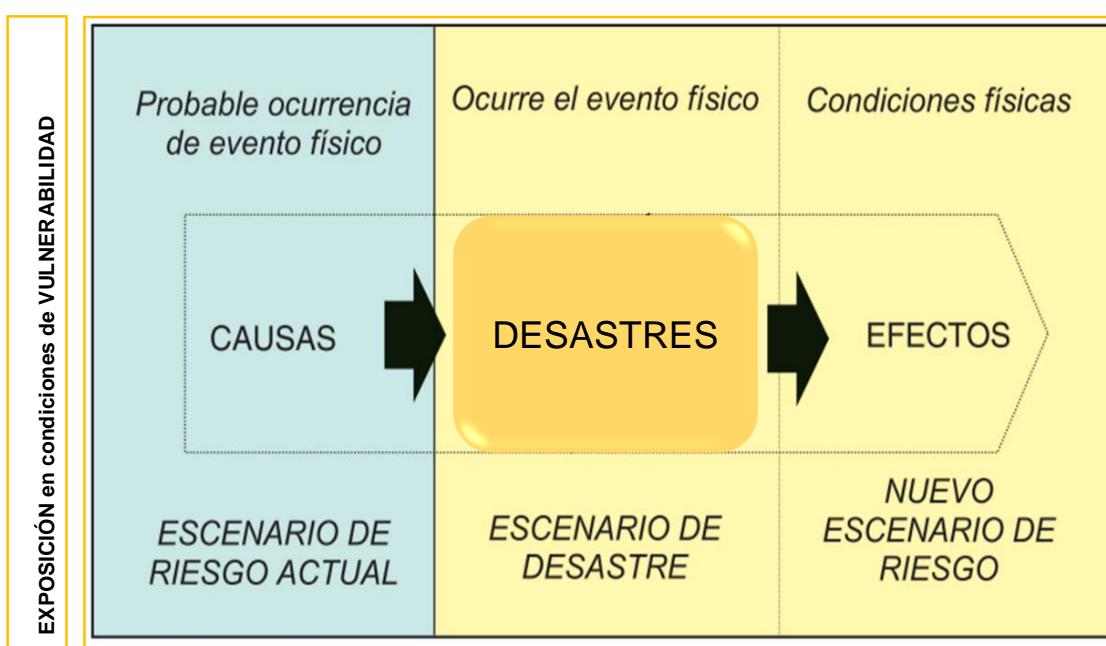 EXPOSICIÓN en condiciones de VULNERABILIDAD
Probable ocurrencia
de evento físico
Ocurre el evento físico
Condiciones físicas
CAUSAS
DESASTRES
EFECTOS
ESCENARIO DE
RIESGO ACTUAL
ESCENARIO DE
DESASTRE
NUEVO
ESCENARIO DE
RIESGO